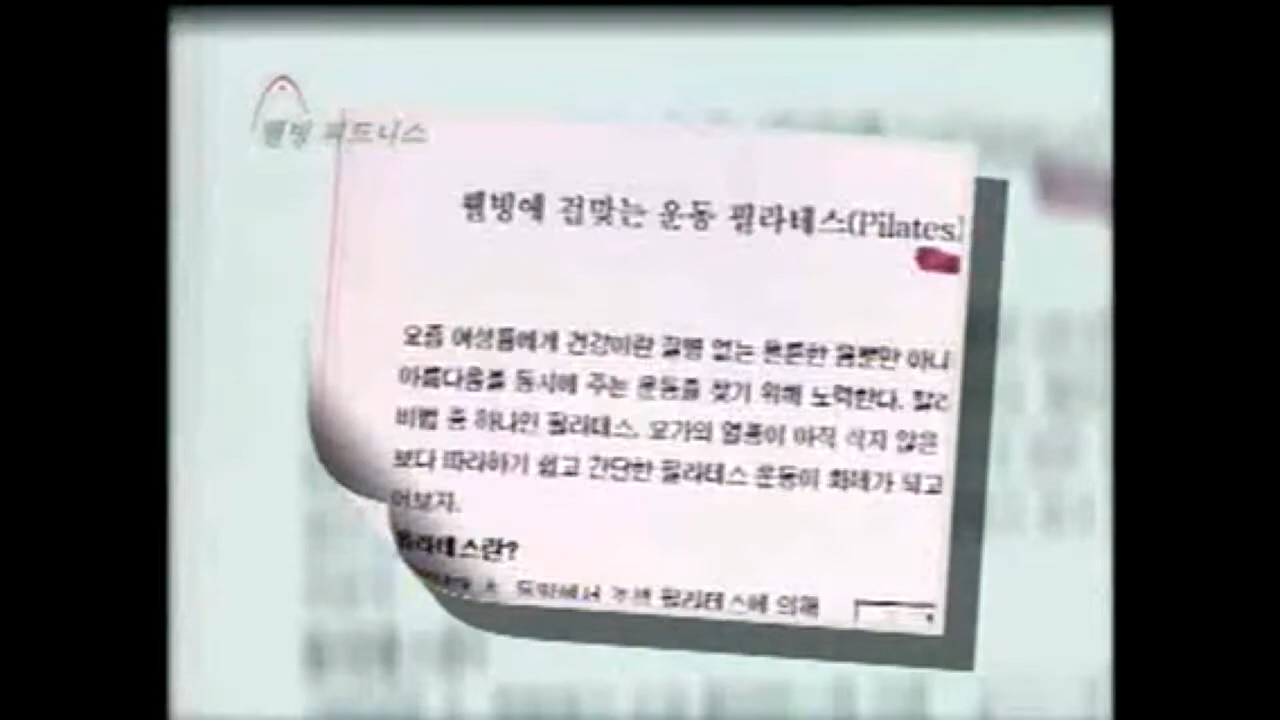 웰빙 피트니스
웰빙에 걸맞는 운동 필라테스(Pilates)
요즘 여성들에게 건강이란 질병 없는 튼튼한 몸뿐만 아니
아름다움을 동시에 주는 운동을 찾기 위해 노력한다.
비법 중 하나인 필라테스. 요가의 열풍이 아직 식지 않은
보다 따라하기 쉽고 간단한 필라테스 운동이 화제가 되고
어보자.
필라테스란?
필라테스에 의해